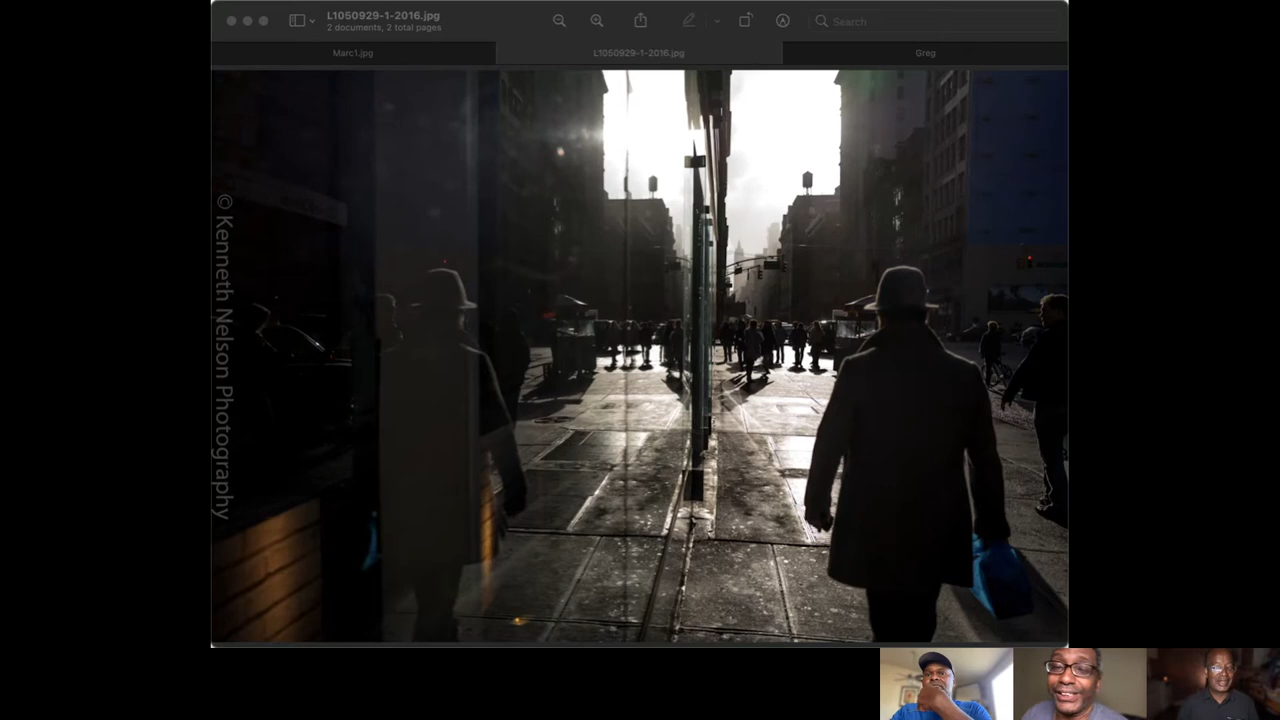 L1050929-1-2016.jpg
2 documents, 2 total pages
Search
Marc1.jpg
L1050929-1-2016.jpg
Greg
© Kenneth Nelson Photography